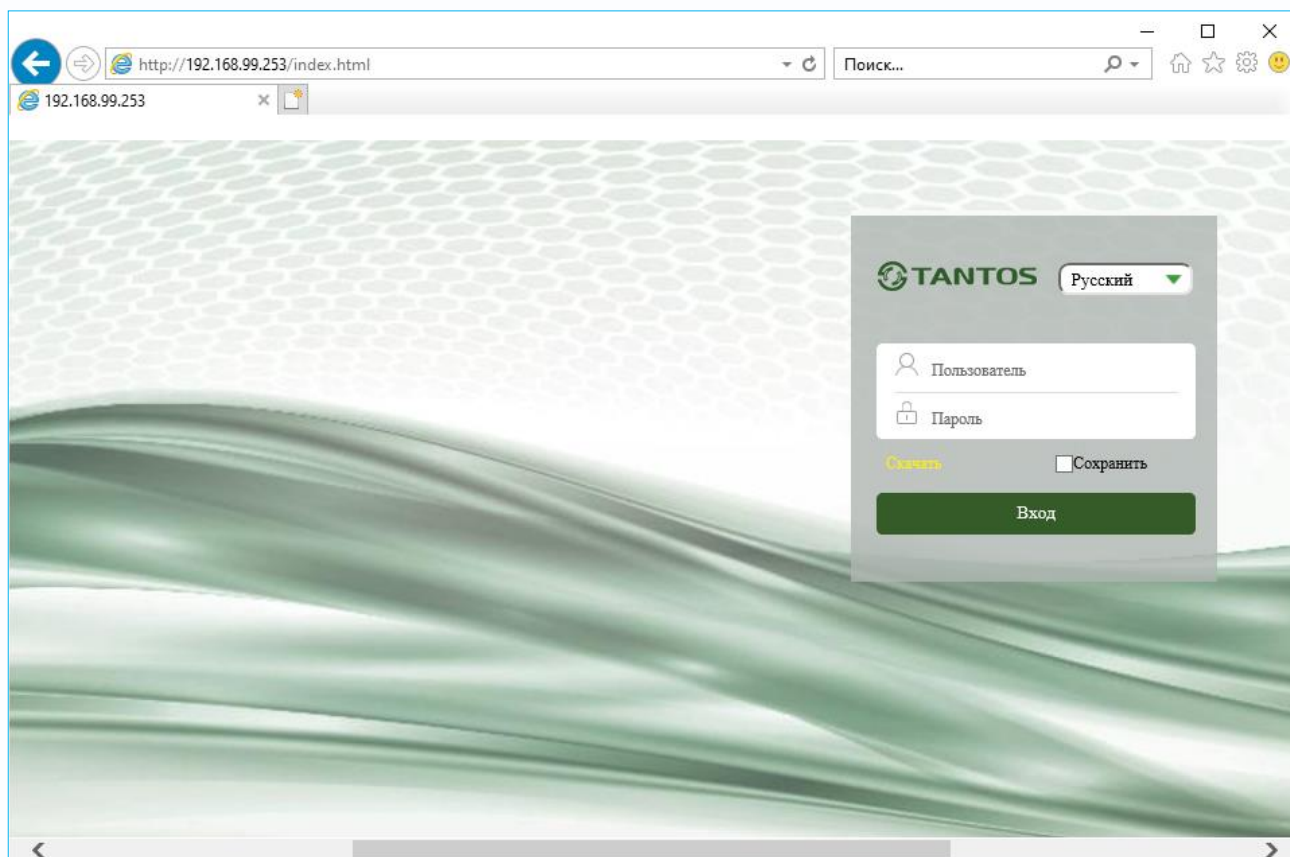 http://192.168.99.253/index.html
Поиск...
192.168.99.253
TANTOS
Русский
Пользователь
Пароль
Скачать
Сохранить
Вход